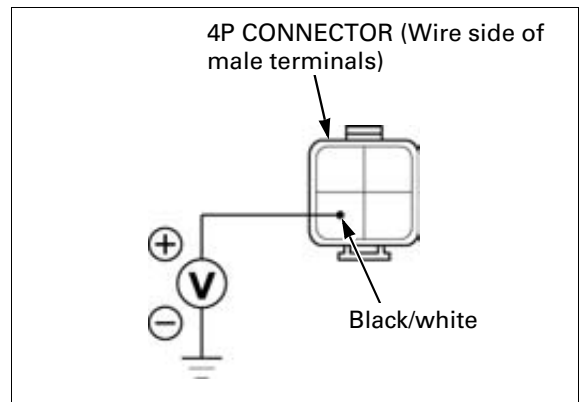 4P CONNECTOR (Wire side of
male terminals)
+
V
−
Black/white